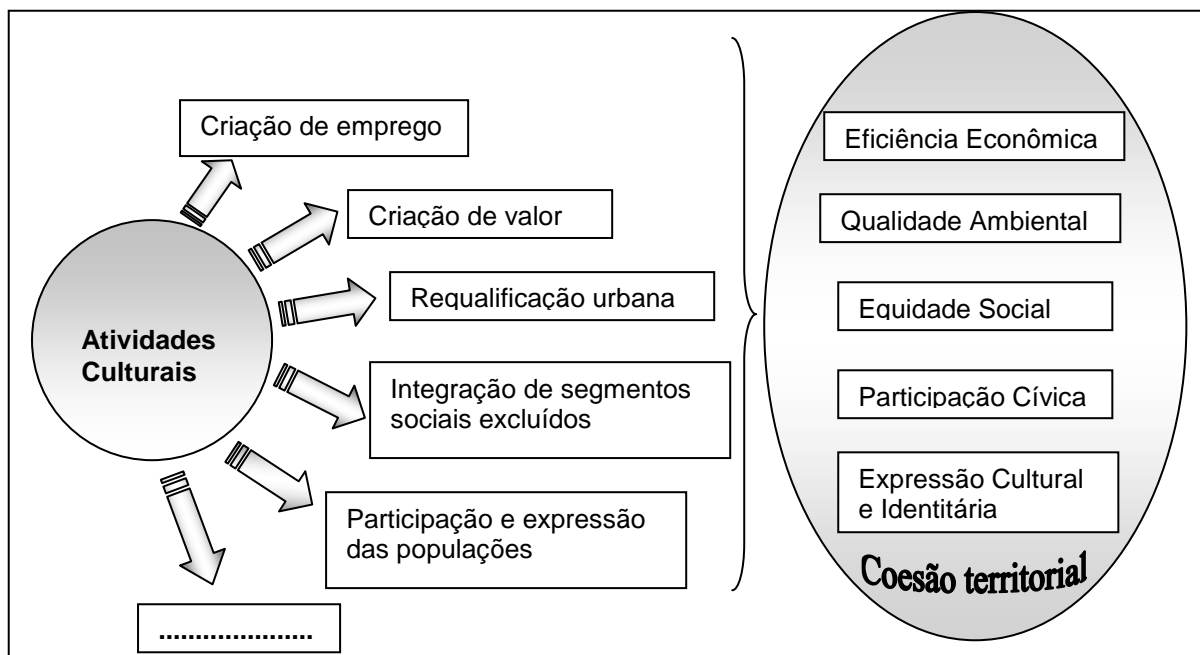 Criação de emprego
Criação de valor
Requalificação urbana
Atividades
Culturais
Integração de segmentos
sociais excluídos
Participação e expressão
das populações
.....................
Eficiência Econômica
Qualidade Ambiental
Equidade Social
Participação Cívica
Expressão Cultural
e Identitária
Coesão territorial